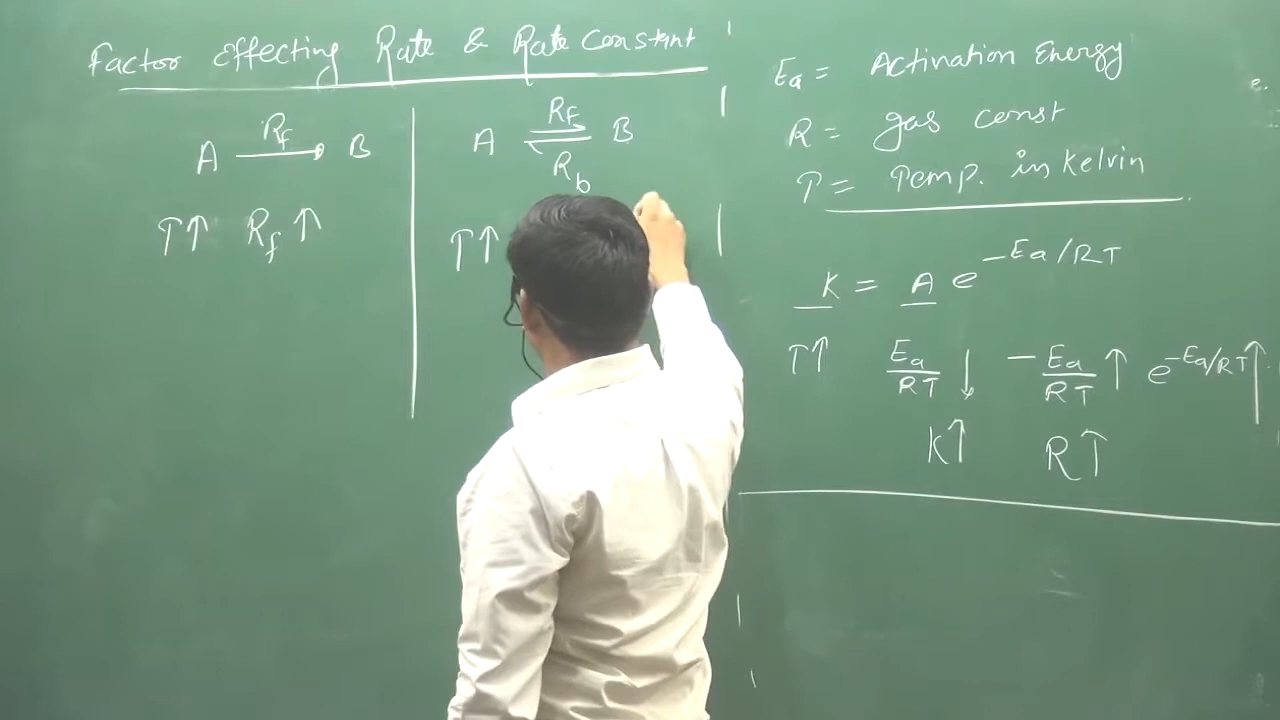 Factor Effecting Rate & Rate Constant
A Rf → B
T↑ Rf ↑
A Rf ⇌ Rb B
T↑
Ea = Actination Energy
R = gas const
T = Temp. in Kelvin
K = A e^-Ea/RT
T↑ Ea/RT ↓ -Ea/RT ↑ e^-Ea/RT ↑
K↑ R↑